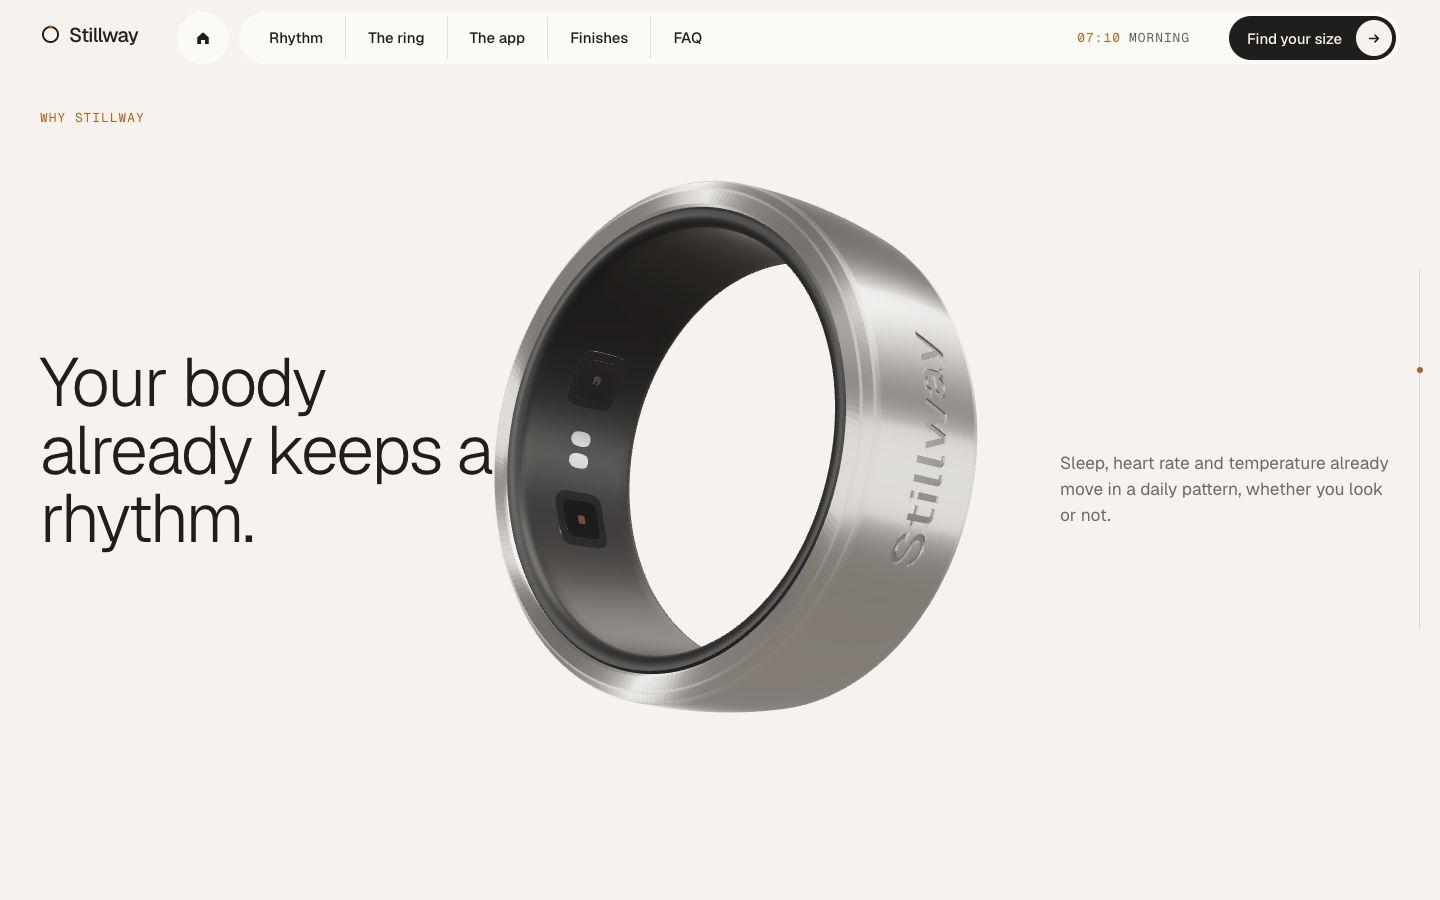 Stillway
Rhythm
The ring
The app
Finishes
FAQ
07:10 MORNING
Find your size
WHY STILLWAY
Your body
already keeps a
rhythm.
Stillway
Sleep, heart rate and temperature already
move in a daily pattern, whether you look
or not.